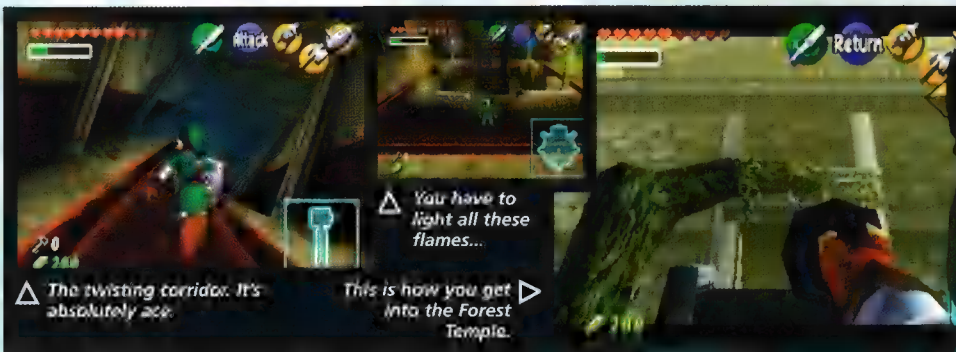 Attack
Return
0
You have to
light all these
flames...
The twisting corridor. It's
absolutely ace.
This is how you get
into the Forest
Temple.